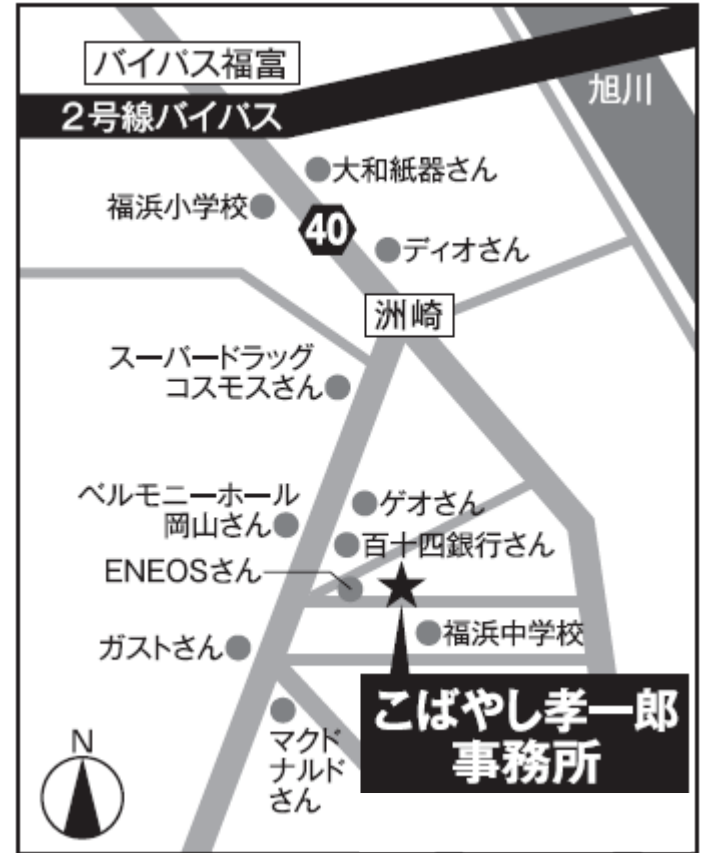 バイパス福富
2号線バイパス
旭川
大和紙器さん
福浜小学校
40
ディオさん
洲崎
スーパードラッグ
コスモスさん
ベルモニーホール
岡山さん
ゲオさん
百十四銀行さん
ENEOSさん
福浜中学校
ガストさん
こばやし孝一郎
事務所
マクド
ナルド
さん
N